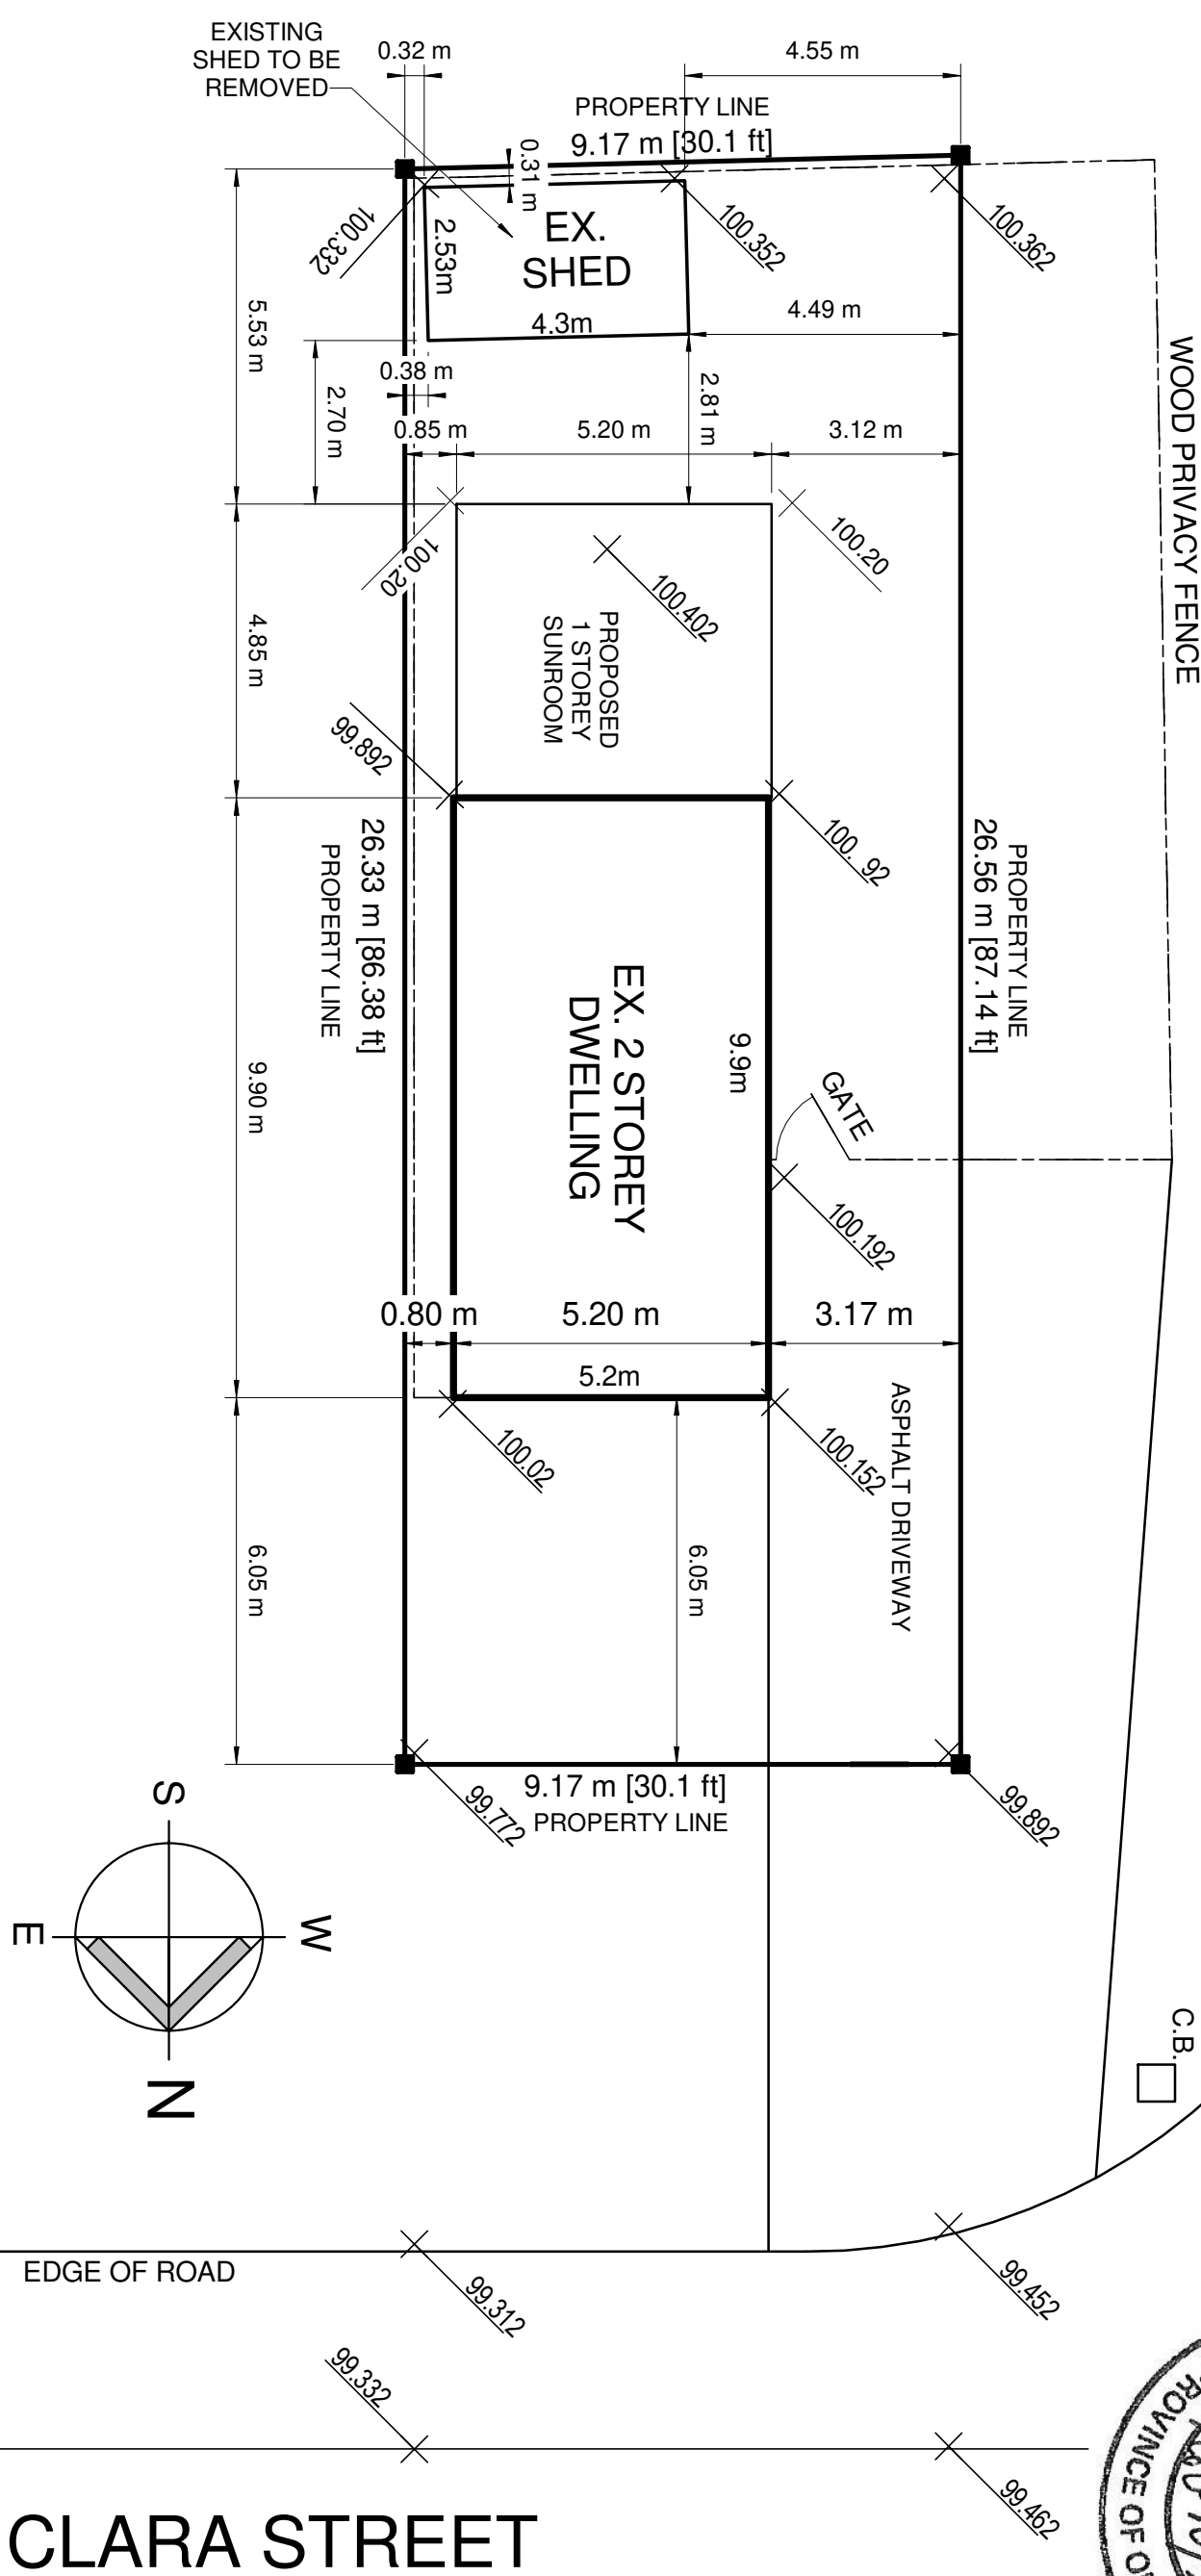 EXISTING
SHED TO BE
REMOVED
0.32 m
4.55 m
PROPERTY LINE
9.17 m [30.1 ft]
0.31 m
100.332
100.352
100.362
EX.
SHED
2.53m
4.3m
4.49 m
5.53 m
2.70 m
0.38 m
2.81 m
0.85 m
5.20 m
3.12 m
WOOD PRIVACY FENCE
100.20
100.20
100.402
PROPOSED
1 STOREY
SUNROOM
4.85 m
99.892
100. 92
26.33 m [86.38 ft]
PROPERTY LINE
PROPERTY LINE
26.56 m [87.14 ft]
EX. 2 STOREY
DWELLING
9.9m
GATE
9.90 m
100.192
0.80 m
5.20 m
3.17 m
5.2m
100.02
100.152
ASPHALT DRIVEWAY
6.05 m
6.05 m
9.17 m [30.1 ft]
PROPERTY LINE
99.772
99.892
S
E
W
N
C.B.
EDGE OF ROAD
99.312
99.452
99.332
99.462
CLARA STREET
PROVINCE OF